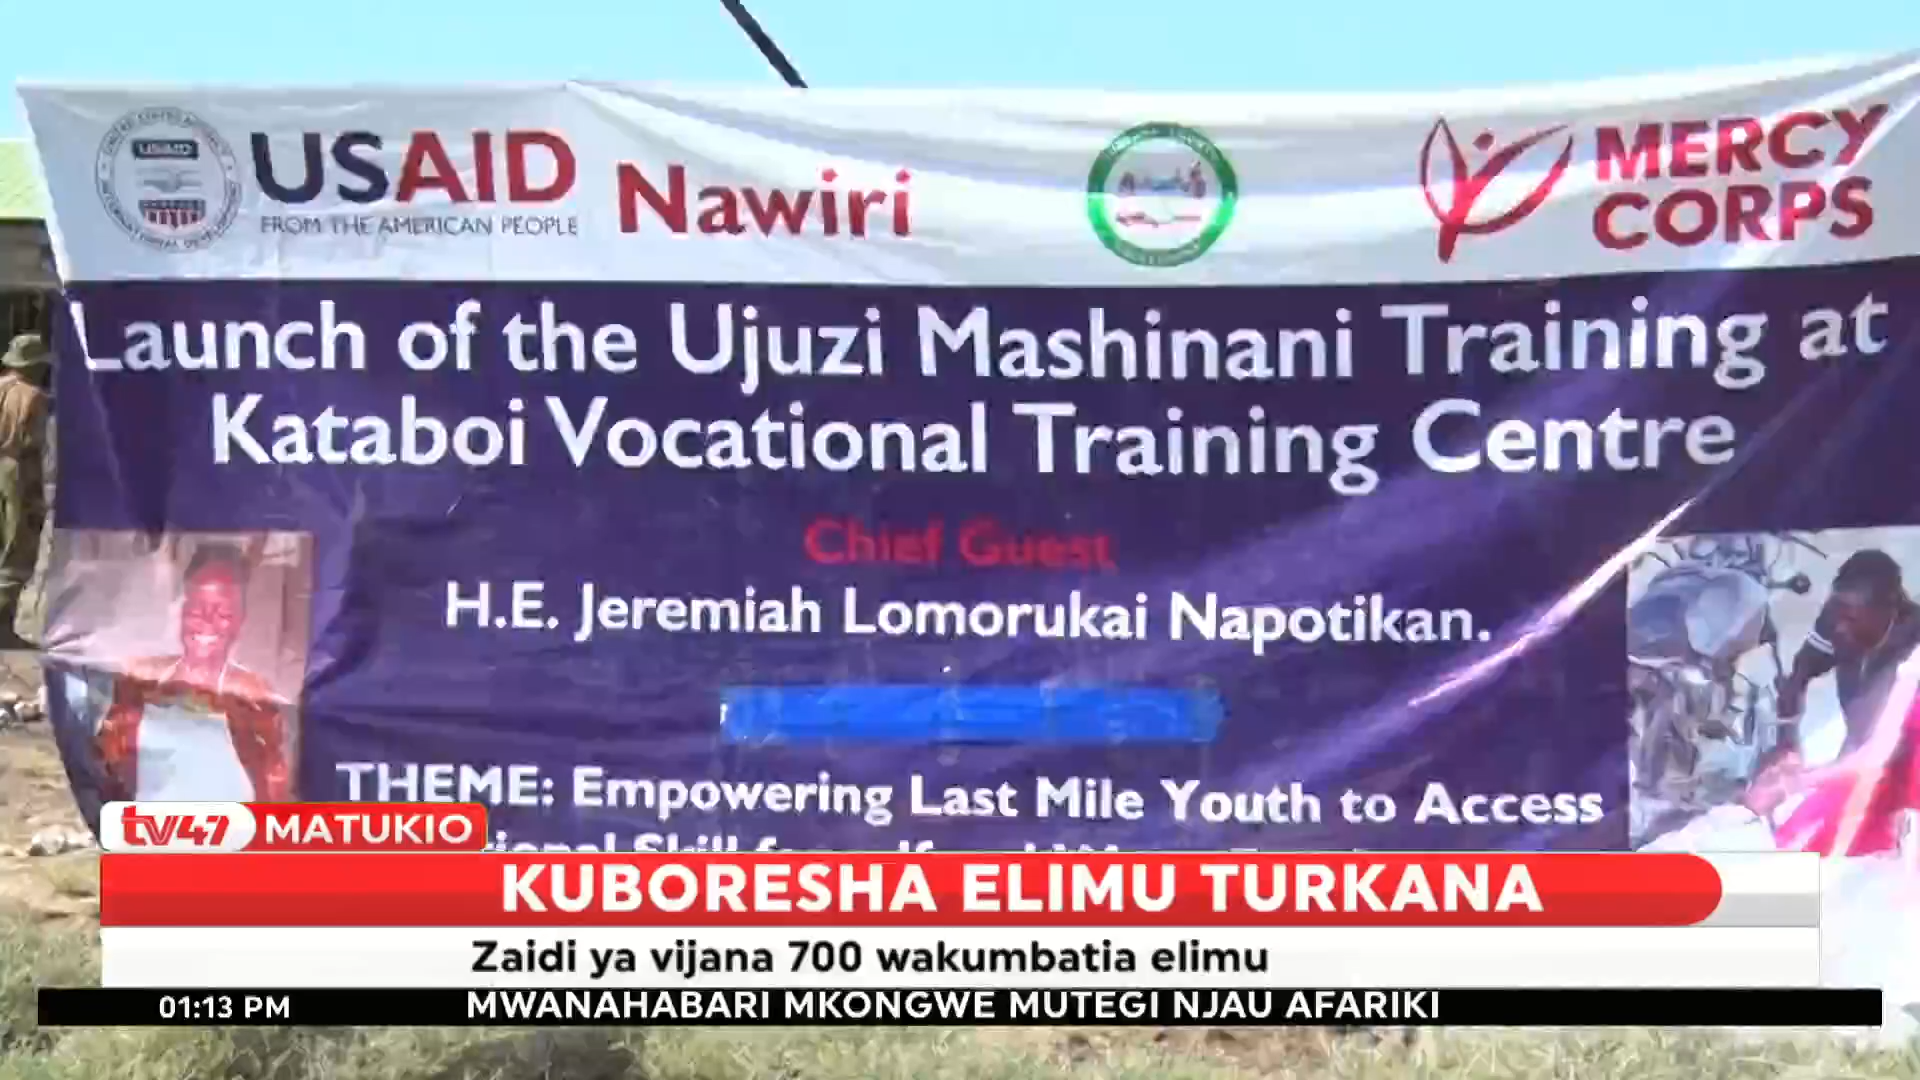 USAID
USAID
FROM THE AMERICAN PEOPLE
Nawiri
MERCY
CORPS
Launch of the Ujuzi Mashinani Training at
Kataboi Vocational Training Centre
Chief Guest
H.E. Jeremiah Lomorukai Napotikan.
THEME: Empowering Last Mile Youth to Access
tv47 MATUKIO
KUBORESHA ELIMU TURKANA
Zaidi ya vijana 700 wakumbatia elimu
01:13 PM MWANAHABARI MKONGWE MUTEGI NJAU AFARIKI